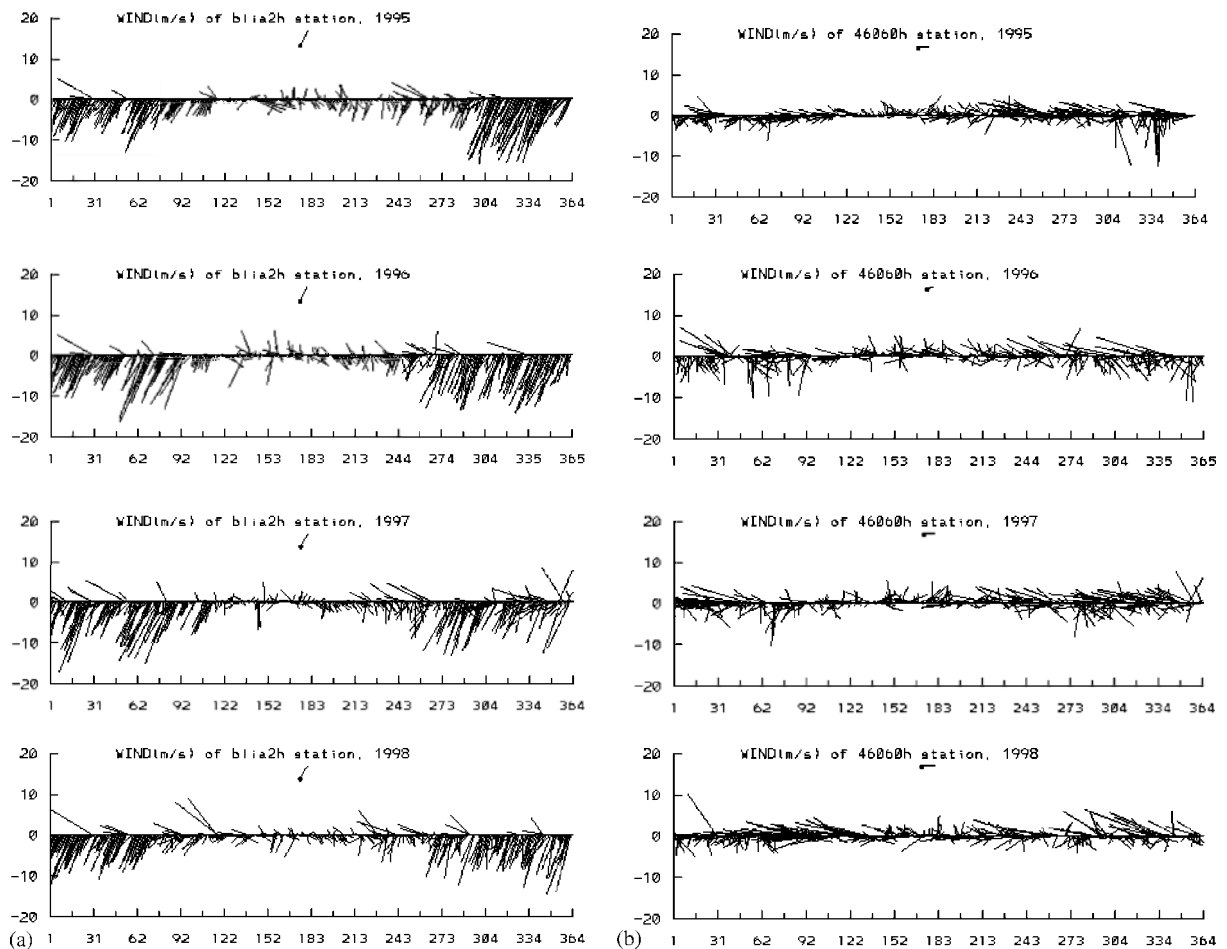 WIND(m/s) of blia2h station, 1995
20
10
0
-10
-20
1 31 62 92 122 152 183 213 243 273 304 334 364
WIND(m/s) of blia2h station, 1996
20
10
0
-10
-20
1 31 62 92 122 153 183 213 244 274 304 335 365
WIND(m/s) of blia2h station, 1997
20
10
0
-10
-20
1 31 62 92 122 152 183 213 243 273 304 334 364
WIND(m/s) of blia2h station, 1998
20
10
0
-10
-20
1 31 62 92 122 152 183 213 243 273 304 334 364
(a)
WIND(m/s) of 46060h station, 1995
20
10
0
-10
-20
1 31 62 92 122 152 183 213 243 273 304 334 364
WIND(m/s) of 46060h station, 1996
20
10
0
-10
-20
1 31 62 92 122 153 183 213 244 274 304 335 365
WIND(m/s) of 46060h station, 1997
20
10
0
-10
-20
1 31 62 92 122 152 183 213 243 273 304 334 364
WIND(m/s) of 46060h station, 1998
20
10
0
-10
-20
1 31 62 92 122 152 183 213 243 273 304 334 364
(b)